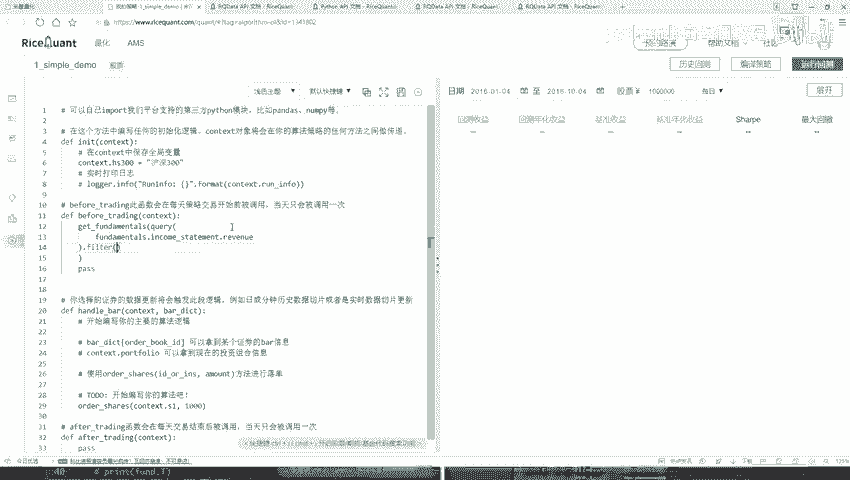 RQData API 文档 - RiceQuan
Python API 文档 - RiceQuan
RQData API 文档 - RiceQuan
RQData API 文档 - RiceQuan
RiceQuant
量化
AMS
帮助文档
社区
1_simple_demo
历史回测
编译策略
浅色主题
默认快捷键
日期 2016-01-04 至 2016-10-04 股票 ¥ 1000000 每日
展开
回测收益
回测年化收益
基准收益
基准年化收益
Sharpe
最大回撤
1 # 可以自己import我们平台支持的第三方python模块，比如pandas、numpy等。
2
3 # 在这个方法中编写任何的初始化逻辑。context对象将会在你的算法策略的任何方法之间做传递。
4 def init(context):
5 # 在context中保存全局变量
6 context.hs300 = "沪深300"
7 # 实时打印日志
8 # logger.info("RunInfo: {}".format(context.run_info))
9
10 # before_trading此函数会在每天策略交易开始前被调用，当天只会被调用一次
11 def before_trading(context):
12 get_fundamentals(query(
13 fundamentals.income_statement.revenue
14 ).filter()
15 )
16 pass
17
18
19 # 你选择的证券的数据更新将会触发此段逻辑，例如日或分钟历史数据切片或者是实时数据切片更新
20 def handle_bar(context, bar_dict):
21 # 开始编写你的主要的算法逻辑
22
23 # bar_dict[order_book_id] 可以拿到某个证券的bar信息
24 # context.portfolio 可以拿到现在的投资组合信息
25
26 # 使用order_shares(id_or_ins, amount)方法进行落单
27
28 # TODO: 开始编写你的算法吧！
29 order_shares(context.s1, 1000)
30
31 # after_trading函数会在每天交易结束后被调用，当天只会被调用一次
32 def after_trading(context):
33 pass